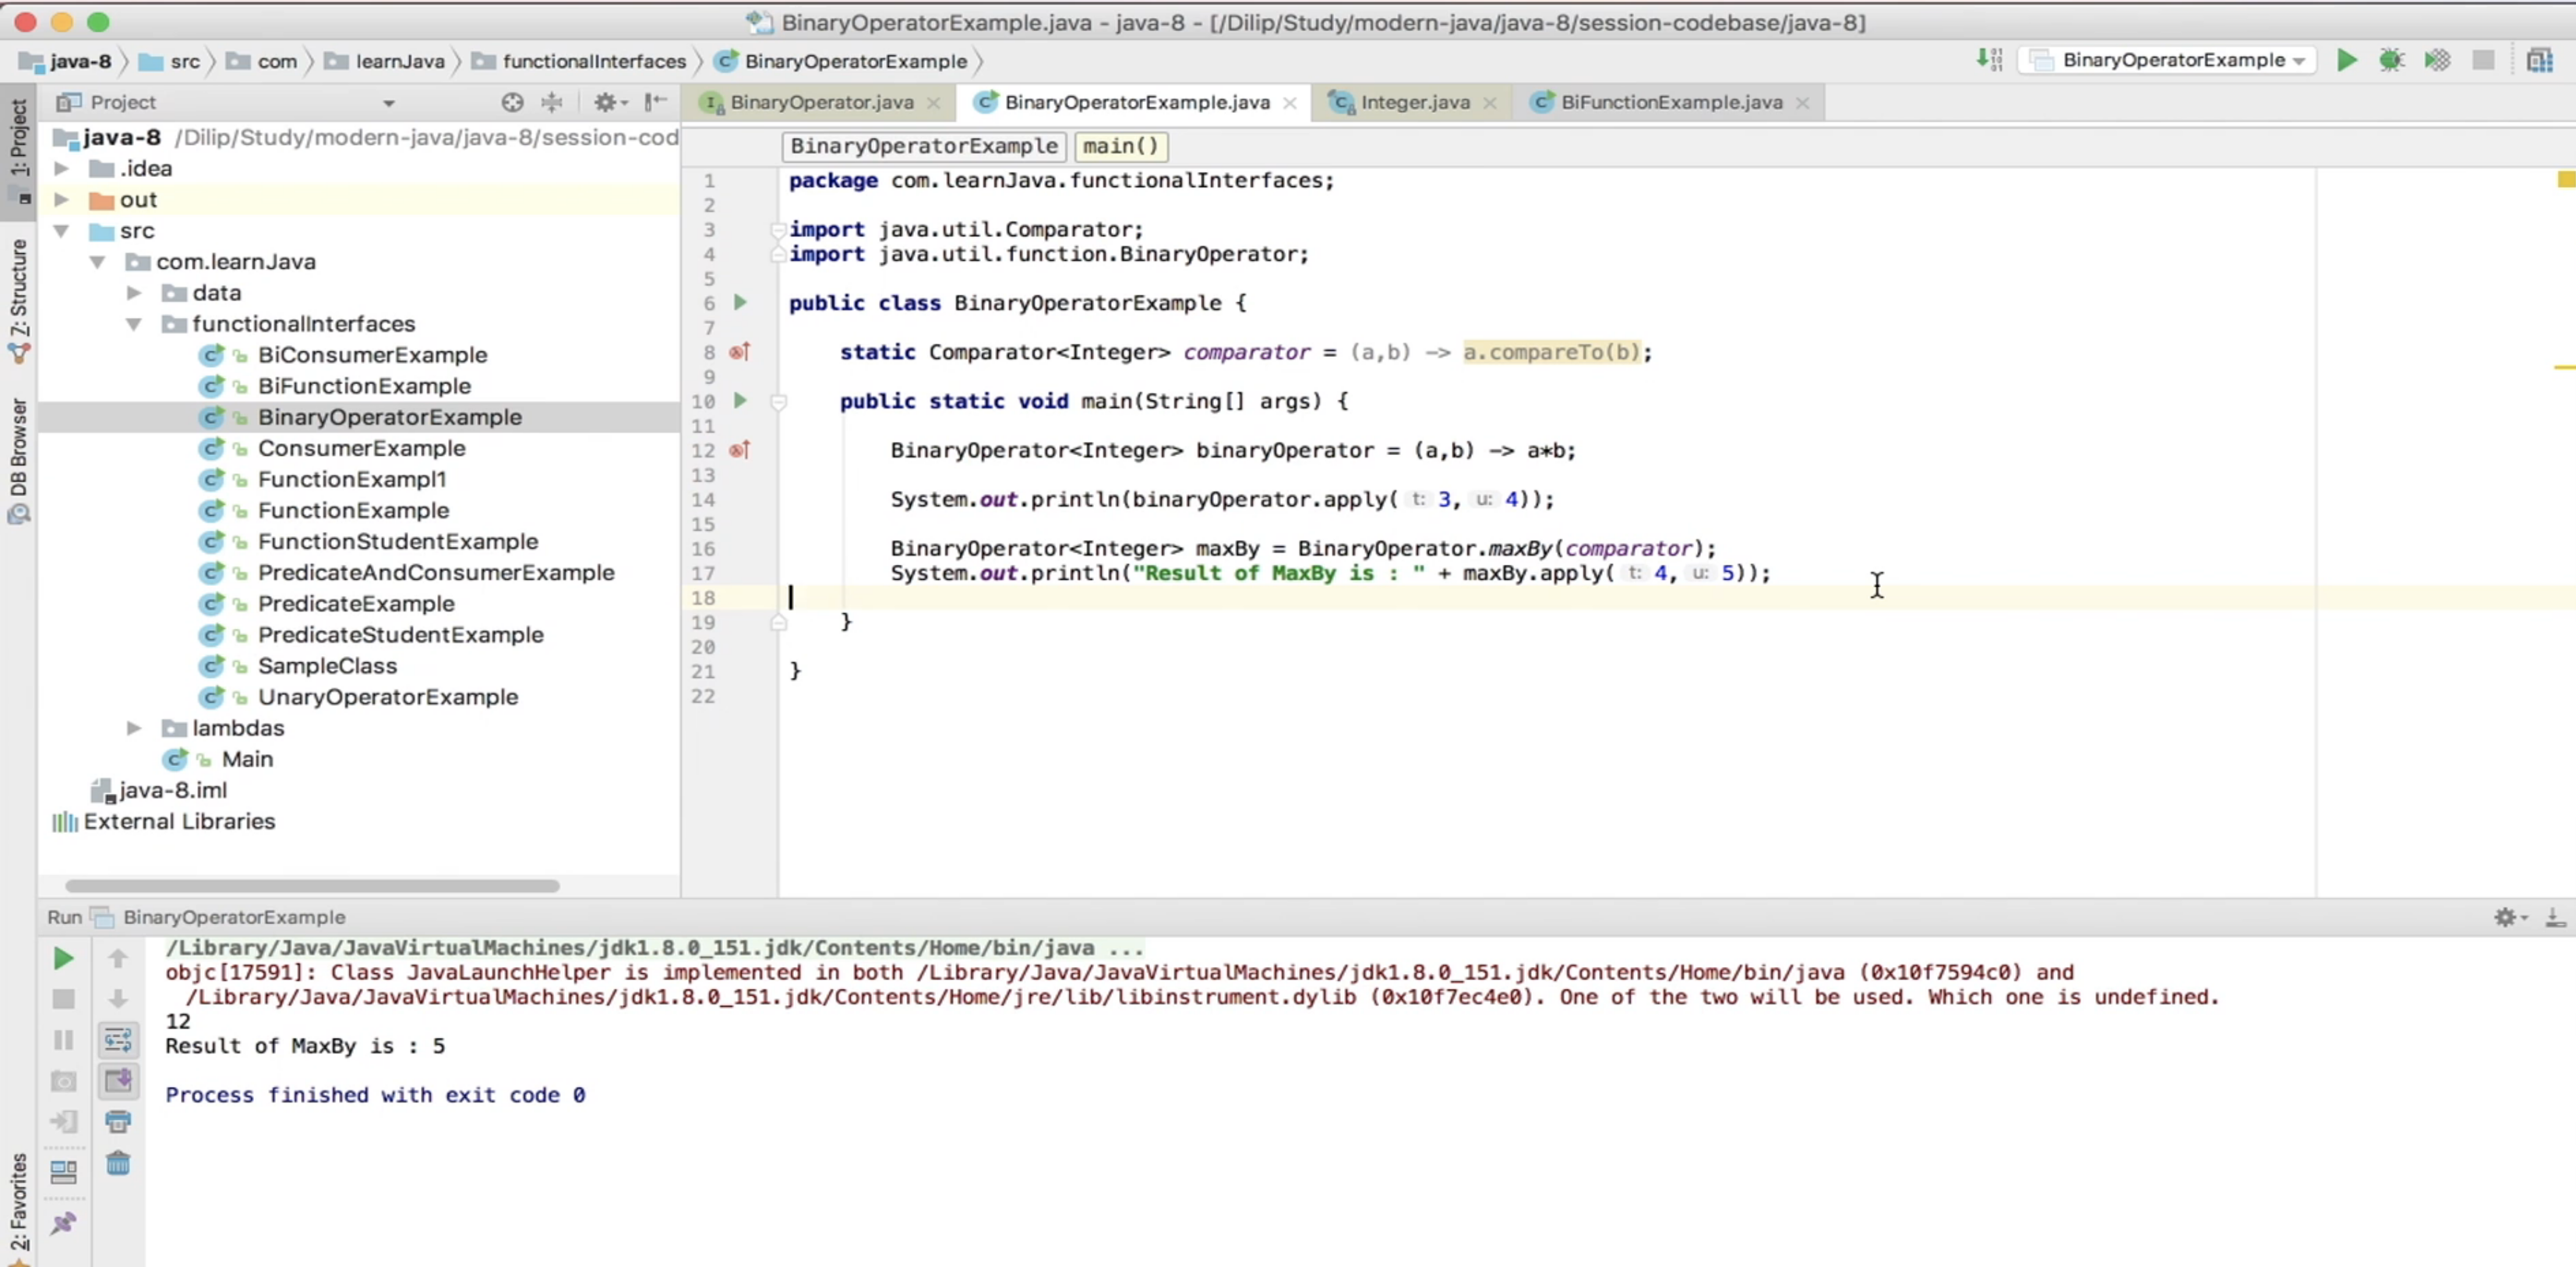 BinaryOperatorExample.java - java-8 - [/Dilip/Study/modern-java/java-8/session-codebase/java-8]
java-8 src com learnJava functionalInterfaces BinaryOperatorExample
BinaryOperatorExample
1: Project
7: Structure
DB Browser
2: Favorites
Project
java-8 /Dilip/Study/modern-java/java-8/session-cod
.idea
out
src
com.learnJava
data
functionalInterfaces
BiConsumerExample
BiFunctionExample
BinaryOperatorExample
ConsumerExample
FunctionExampl1
FunctionExample
FunctionStudentExample
PredicateAndConsumerExample
PredicateExample
PredicateStudentExample
SampleClass
UnaryOperatorExample
lambdas
Main
java-8.iml
External Libraries
BinaryOperator.java BinaryOperatorExample.java Integer.java BiFunctionExample.java
BinaryOperatorExample main()
1 package com.learnJava.functionalInterfaces;
2
3 import java.util.Comparator;
4 import java.util.function.BinaryOperator;
5
6 public class BinaryOperatorExample {
7
8 static Comparator<Integer> comparator = (a,b) -> a.compareTo(b);
9
10 public static void main(String[] args) {
11
12 BinaryOperator<Integer> binaryOperator = (a,b) -> a*b;
13
14 System.out.println(binaryOperator.apply( t: 3, u: 4));
15
16 BinaryOperator<Integer> maxBy = BinaryOperator.maxBy(comparator);
17 System.out.println("Result of MaxBy is : " + maxBy.apply( t: 4, u: 5));
18
19 }
20
21 }
22
Run BinaryOperatorExample
/Library/Java/JavaVirtualMachines/jdk1.8.0_151.jdk/Contents/Home/bin/java ...
objc[17591]: Class JavaLaunchHelper is implemented in both /Library/Java/JavaVirtualMachines/jdk1.8.0_151.jdk/Contents/Home/bin/java (0x10f7594c0) and
/Library/Java/JavaVirtualMachines/jdk1.8.0_151.jdk/Contents/Home/jre/lib/libinstrument.dylib (0x10f7ec4e0). One of the two will be used. Which one is undefined.
12
Result of MaxBy is : 5
Process finished with exit code 0